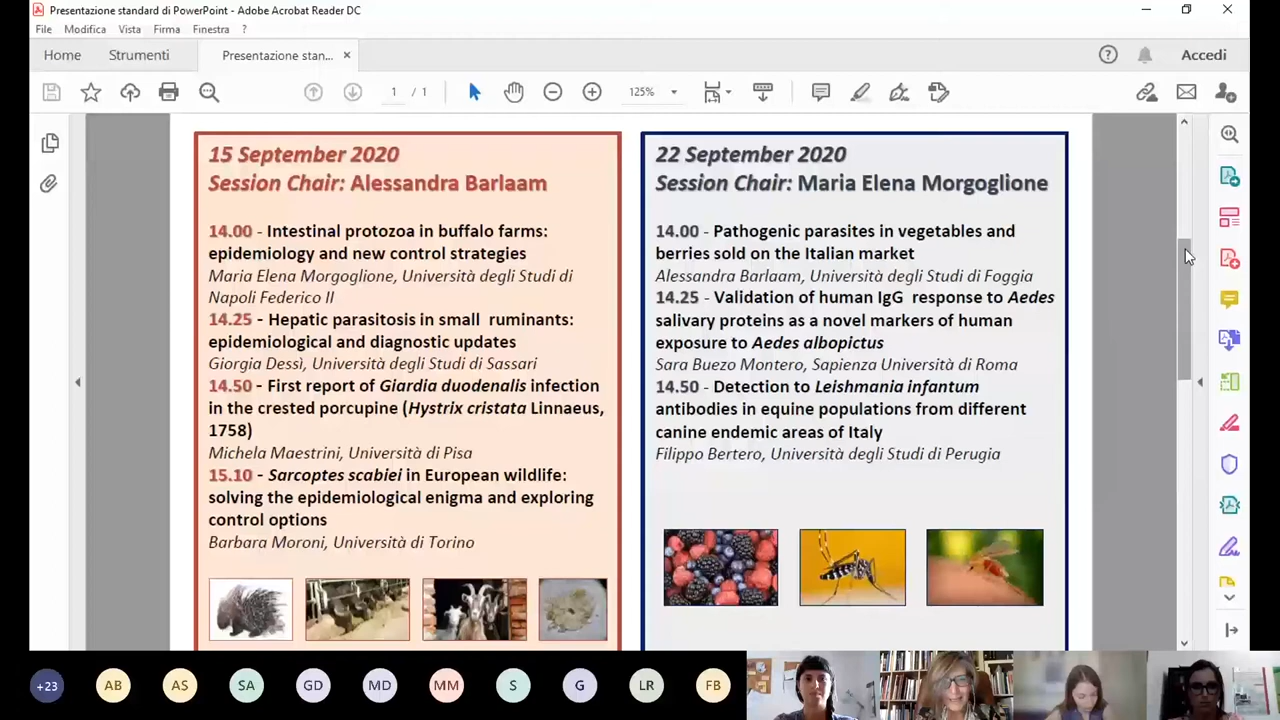 Presentazione standard di PowerPoint - Adobe Acrobat Reader DC
File Modifica Vista Firma Finestra ?
Home Strumenti Presentazione stan... × Accedi
1 / 1 125%
15 September 2020
Session Chair: Alessandra Barlaam
14.00 - Intestinal protozoa in buffalo farms:
epidemiology and new control strategies
Maria Elena Morgoglione, Università degli Studi di
Napoli Federico II
14.25 - Hepatic parasitosis in small ruminants:
epidemiological and diagnostic updates
Giorgia Dessì, Università degli Studi di Sassari
14.50 - First report of Giardia duodenalis infection
in the crested porcupine (Hystrix cristata Linnaeus,
1758)
Michela Maestrini, Università di Pisa
15.10 - Sarcoptes scabiei in European wildlife:
solving the epidemiological enigma and exploring
control options
Barbara Moroni, Università di Torino
22 September 2020
Session Chair: Maria Elena Morgoglione
14.00 - Pathogenic parasites in vegetables and
berries sold on the Italian market
Alessandra Barlaam, Università degli Studi di Foggia
14.25 - Validation of human IgG response to Aedes
salivary proteins as a novel markers of human
exposure to Aedes albopictus
Sara Buezo Montero, Sapienza Università di Roma
14.50 - Detection to Leishmania infantum
antibodies in equine populations from different
canine endemic areas of Italy
Filippo Bertero, Università degli Studi di Perugia
+23 AB AS SA GD MD MM S G LR FB